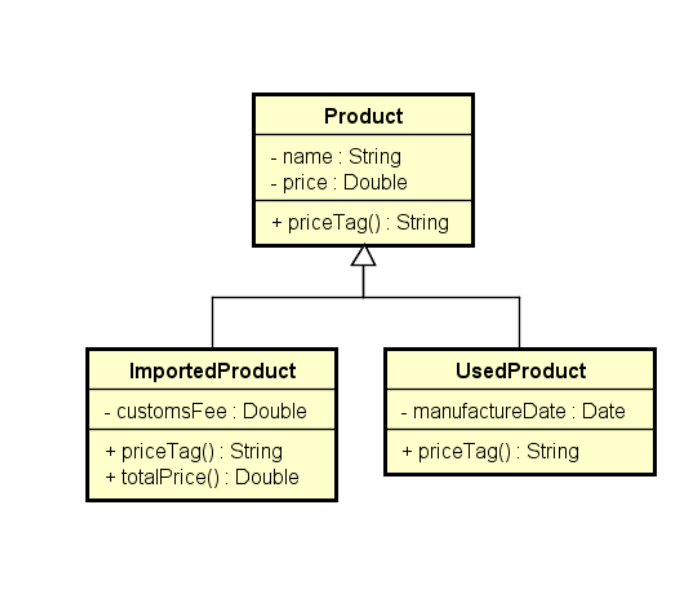 Product
- name : String
- price : Double
+ priceTag() : String
ImportedProduct
- customsFee : Double
+ priceTag() : String
+ totalPrice() : Double
UsedProduct
- manufactureDate : Date
+ priceTag() : String